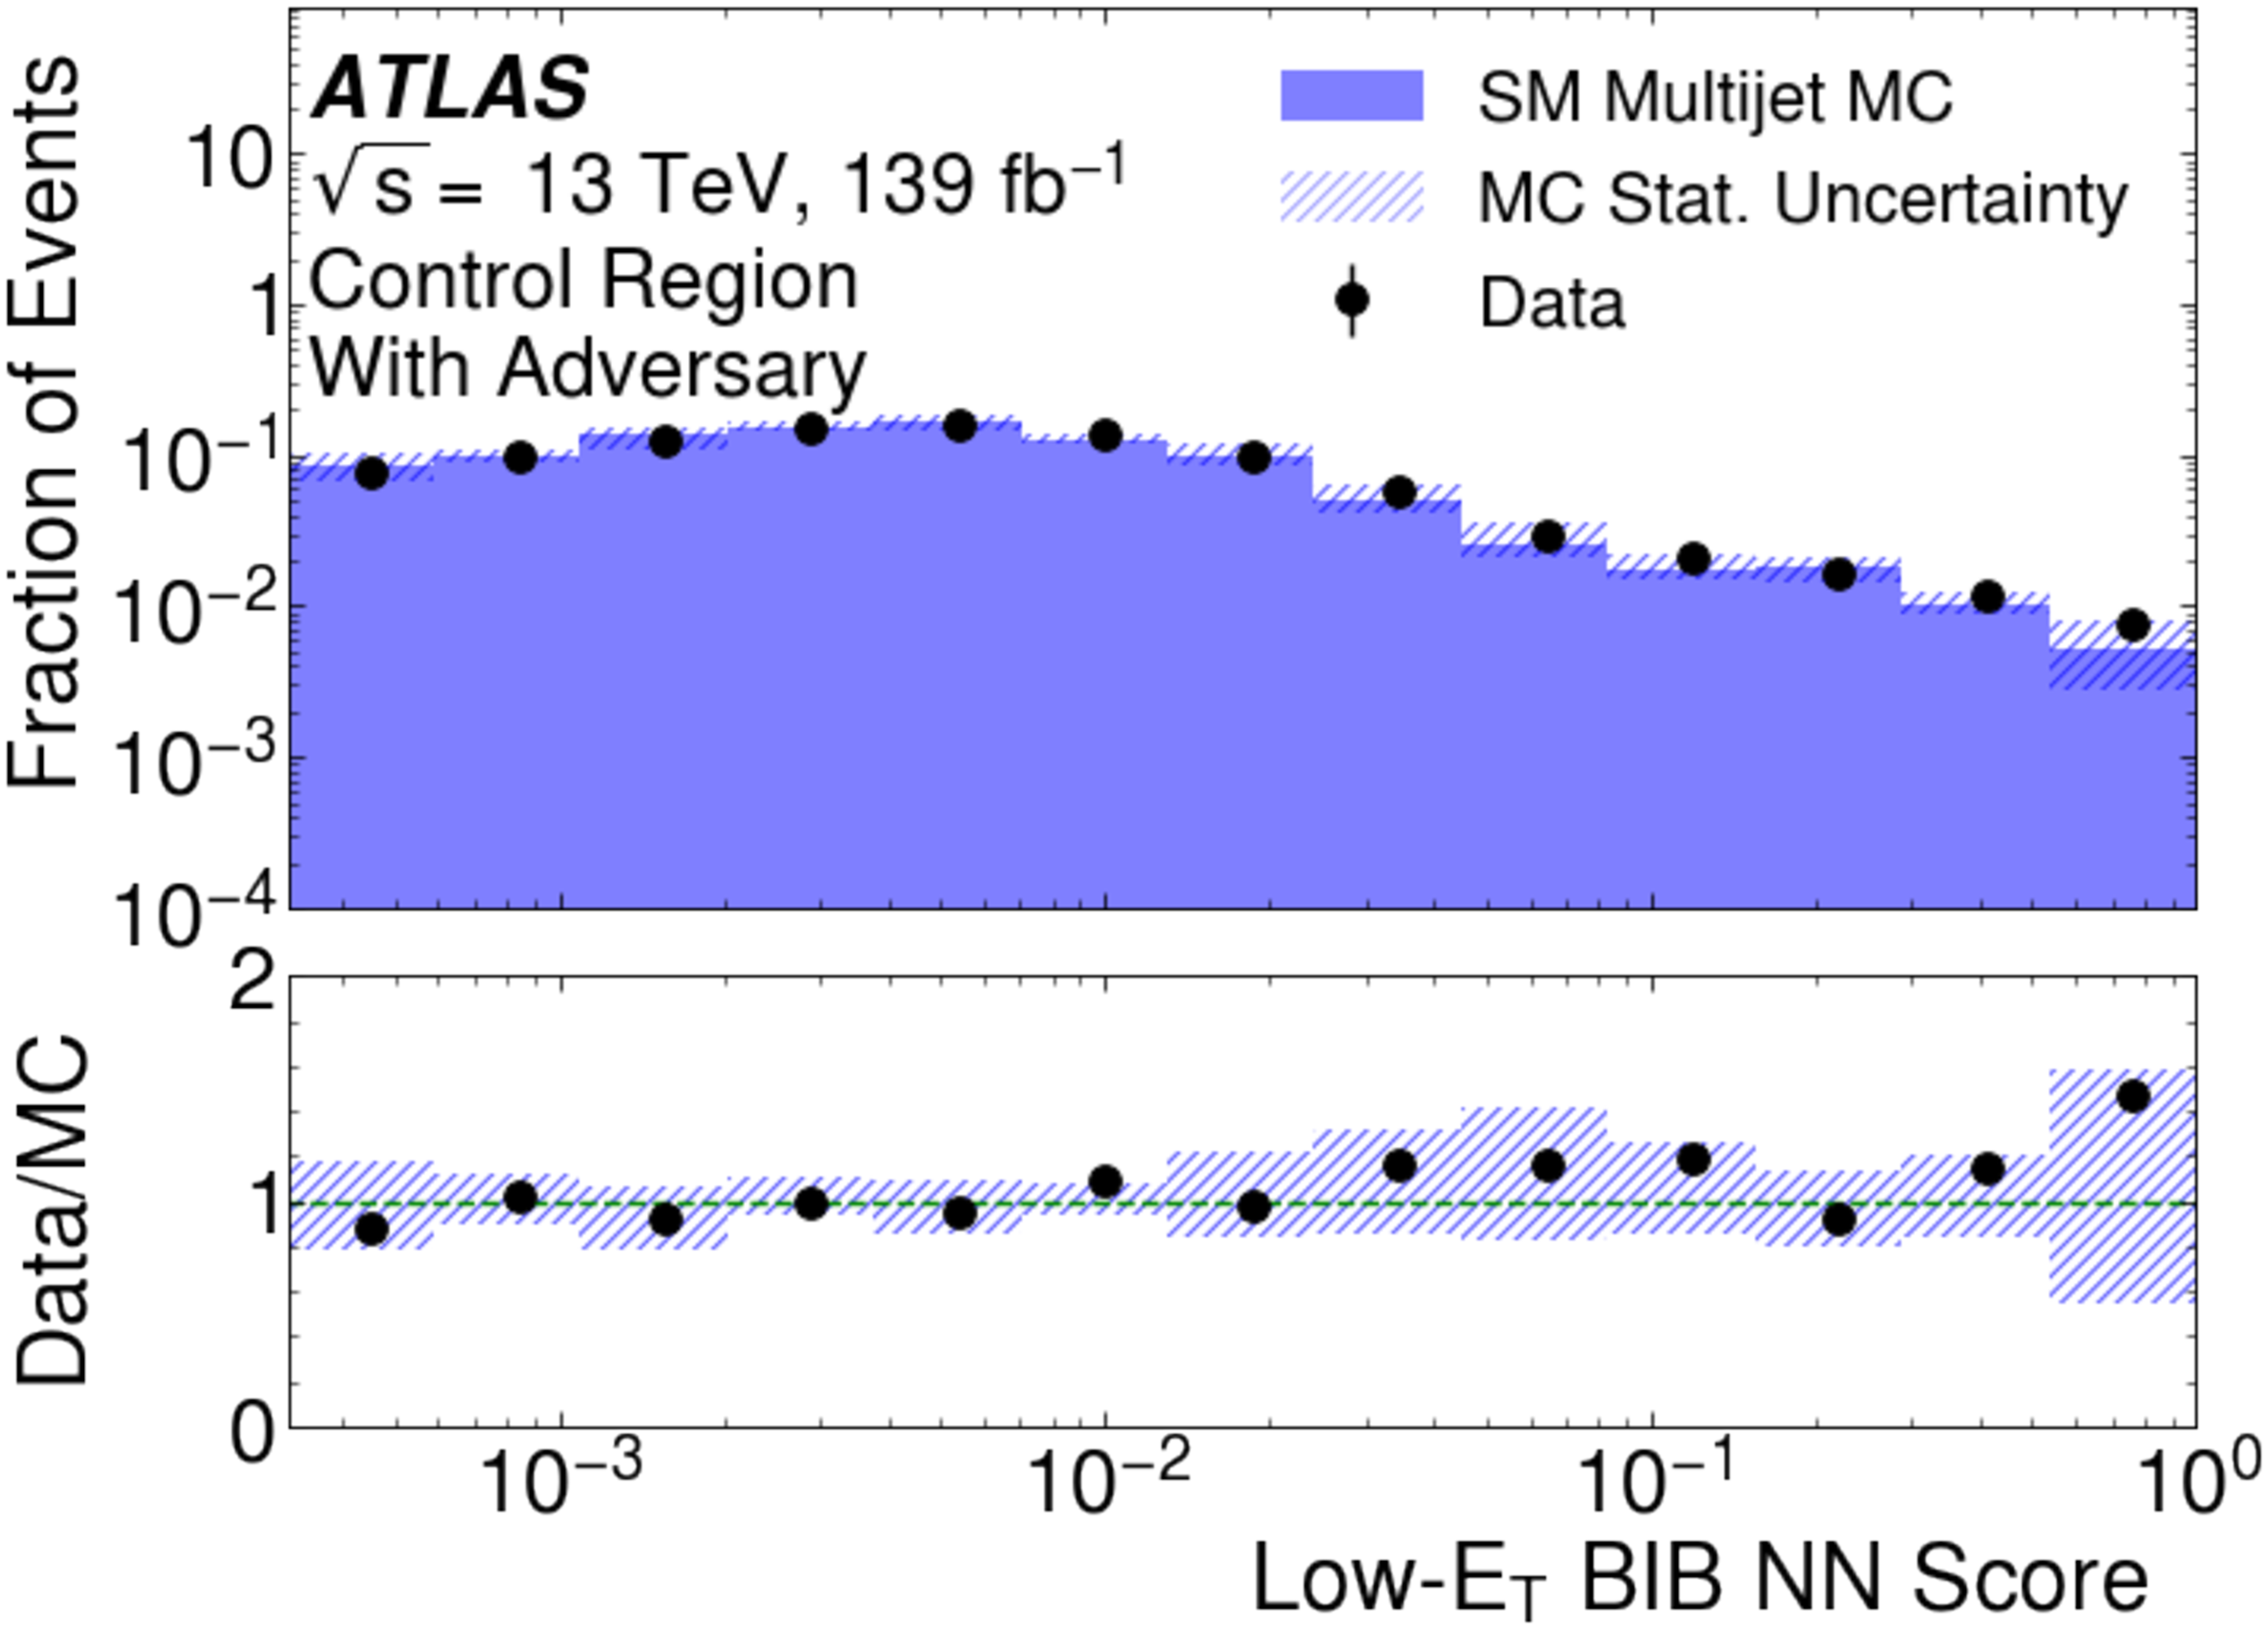 ATLAS
√s = 13 TeV, 139 fb⁻¹
Control Region
With Adversary
SM Multijet MC
MC Stat. Uncertainty
Data
Fraction of Events
10
1
10⁻¹
10⁻²
10⁻³
10⁻⁴
Data/MC
2
1
0
10⁻³ 10⁻² 10⁻¹ 10⁰
Low-E_T BIB NN Score